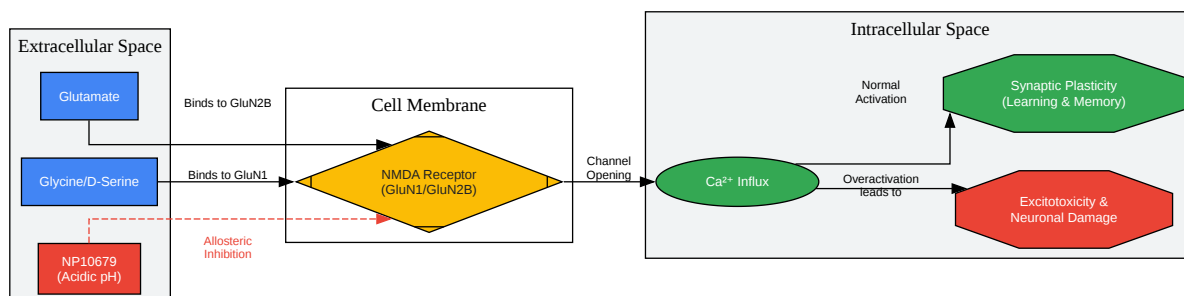 Extracellular Space
Glutamate
Glycine/D-Serine
NP10679
(Acidic pH)
Binds to GluN2B
Binds to GluN1
Allosteric
Inhibition
Cell Membrane
NMDA Receptor
(GluN1/GluN2B)
Channel
Opening
Intracellular Space
Ca²⁺ Influx
Normal
Activation
Overactivation
leads to
Synaptic Plasticity
(Learning & Memory)
Excitotoxicity &
Neuronal Damage